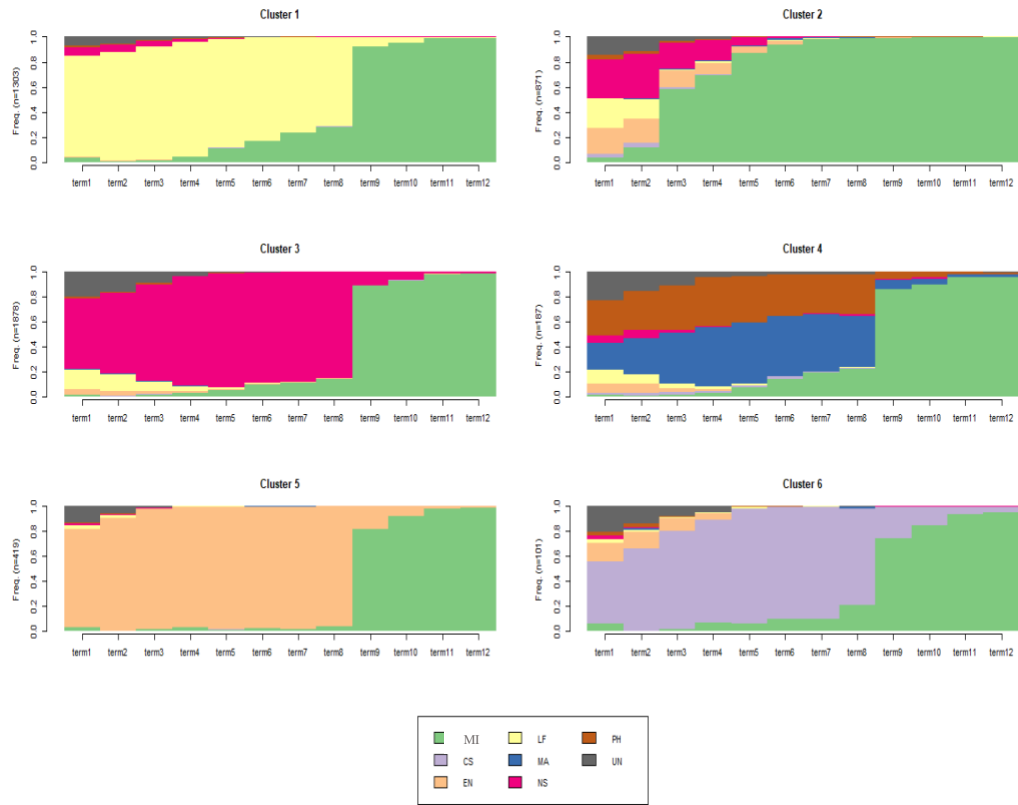 Cluster 1
Freq. (n=1303)
0.0 0.2 0.4 0.6 0.8 1.0
term1 term2 term3 term4 term5 term6 term7 term8 term9 term10 term11 term12
Cluster 2
Freq. (n=871)
0.0 0.2 0.4 0.6 0.8 1.0
term1 term2 term3 term4 term5 term6 term7 term8 term9 term10 term11 term12
Cluster 3
Freq. (n=1878)
0.0 0.2 0.4 0.6 0.8 1.0
term1 term2 term3 term4 term5 term6 term7 term8 term9 term10 term11 term12
Cluster 4
Freq. (n=187)
0.0 0.2 0.4 0.6 0.8 1.0
term1 term2 term3 term4 term5 term6 term7 term8 term9 term10 term11 term12
Cluster 5
Freq. (n=419)
0.0 0.2 0.4 0.6 0.8 1.0
term1 term2 term3 term4 term5 term6 term7 term8 term9 term10 term11 term12
Cluster 6
Freq. (n=101)
0.0 0.2 0.4 0.6 0.8 1.0
term1 term2 term3 term4 term5 term6 term7 term8 term9 term10 term11 term12
MI LF PH
CS MA UN
EN NS